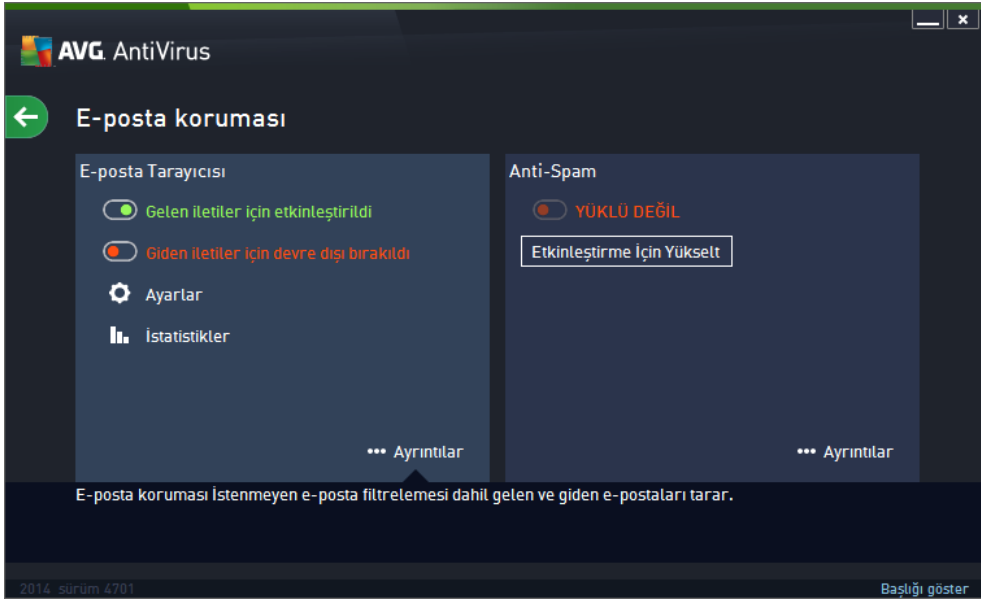 AVG. AntiVirus
E-posta koruması
E-posta Tarayıcısı
Gelen iletiler için etkinleştirildi
Giden iletiler için devre dışı bırakıldı
Ayarlar
İstatistikler
••• Ayrıntılar
Anti-Spam
YÜKLÜ DEĞİL
Etkinleştirme İçin Yükselt
••• Ayrıntılar
E-posta koruması İstenmeyen e-posta filtrelemesi dahil gelen ve giden e-postaları tarar.
2014 sürüm 4701
Başlığı göster